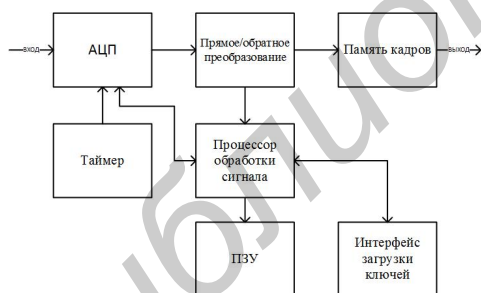 ВХОД
АЦП
Прямое/обратное
преобразование
Память кадров
ВЫХОД
Таймер
Процессор
обработки
сигнала
ПЗУ
Интерфейс
загрузки
ключей